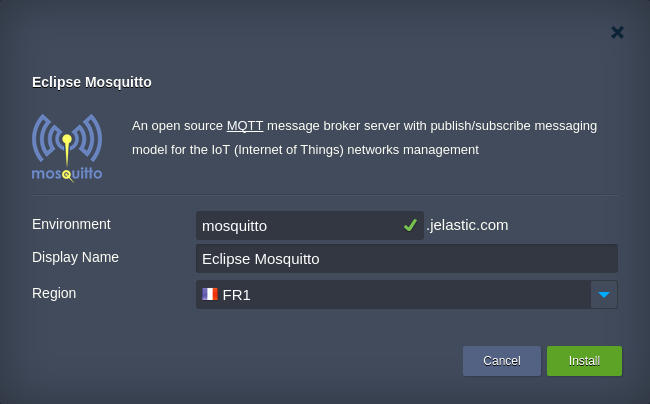 Eclipse Mosquitto
An open source MQTT message broker server with publish/subscribe messaging
model for the IoT (Internet of Things) networks management
mosquitto
Environment
mosquitto
.jelastic.com
Display Name
Eclipse Mosquitto
Region
FR1
Cancel
Install